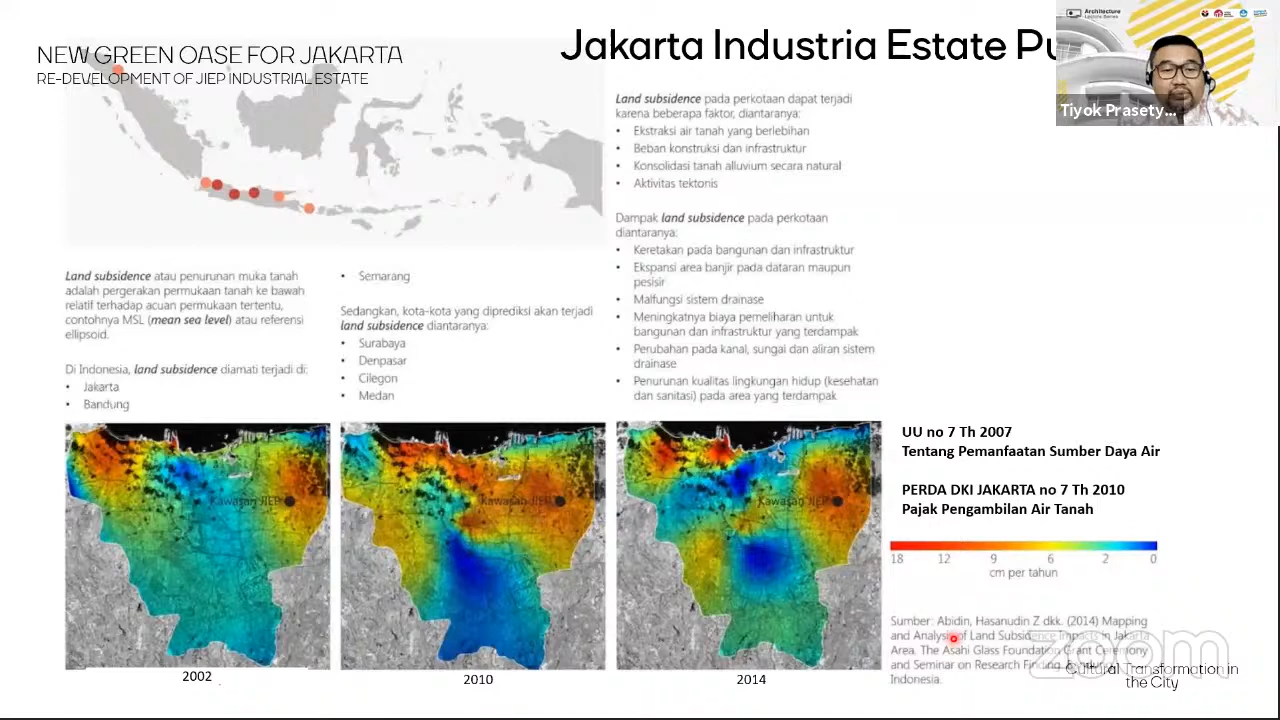 NEW GREEN OASE FOR JAKARTA
RE-DEVELOPMENT OF JIEP INDUSTRIAL ESTATE
Jakarta Industria Estate Pu
Architecture
Lecture Series
Tiyok Prasety...
Land subsidence atau penurunan muka tanah
adalah pergerakan permukaan tanah ke bawah
relatif terhadap acuan permukaan tertentu,
contohnya MSL (mean sea level) atau referensi
ellipsoid.
Di Indonesia, land subsidence diamati terjadi di:
• Jakarta
• Bandung
• Semarang
Sedangkan, kota-kota yang diprediksi akan terjadi
land subsidence diantaranya:
• Surabaya
• Denpasar
• Cilegon
• Medan
Land subsidence pada perkotaan dapat terjadi
karena beberapa faktor, diantaranya:
• Ekstraksi air tanah yang berlebihan
• Beban konstruksi dan infrastruktur
• Konsolidasi tanah alluvium secara natural
• Aktivitas tektonis
Dampak land subsidence pada perkotaan
diantaranya:
• Keretakan pada bangunan dan infrastruktur
• Ekspansi area banjir pada dataran maupun
pesisir
• Malfungsi sistem drainase
• Meningkatnya biaya pemeliharan untuk
bangunan dan infrastruktur yang terdampak
• Perubahan pada kanal, sungai dan aliran sistem
drainase
• Penurunan kualitas lingkungan hidup (kesehatan
dan sanitasi) pada area yang terdampak
Kawasan JIEP
Kawasan JIEP
Kawasan JIEP
2002
2010
2014
UU no 7 Th 2007
Tentang Pemanfaatan Sumber Daya Air
PERDA DKI JAKARTA no 7 Th 2010
Pajak Pengambilan Air Tanah
18 12 9 6 2 0
cm per tahun
Sumber: Abidin, Hasanudin Z dkk. (2014) Mapping
and Analysis of Land Subsidence Impacts in Jakarta
Area. The Asahi Glass Foundation Grant Ceremony
and Seminar on Research Finding
Indonesia.
zoom
Cultural Transformation in
the City